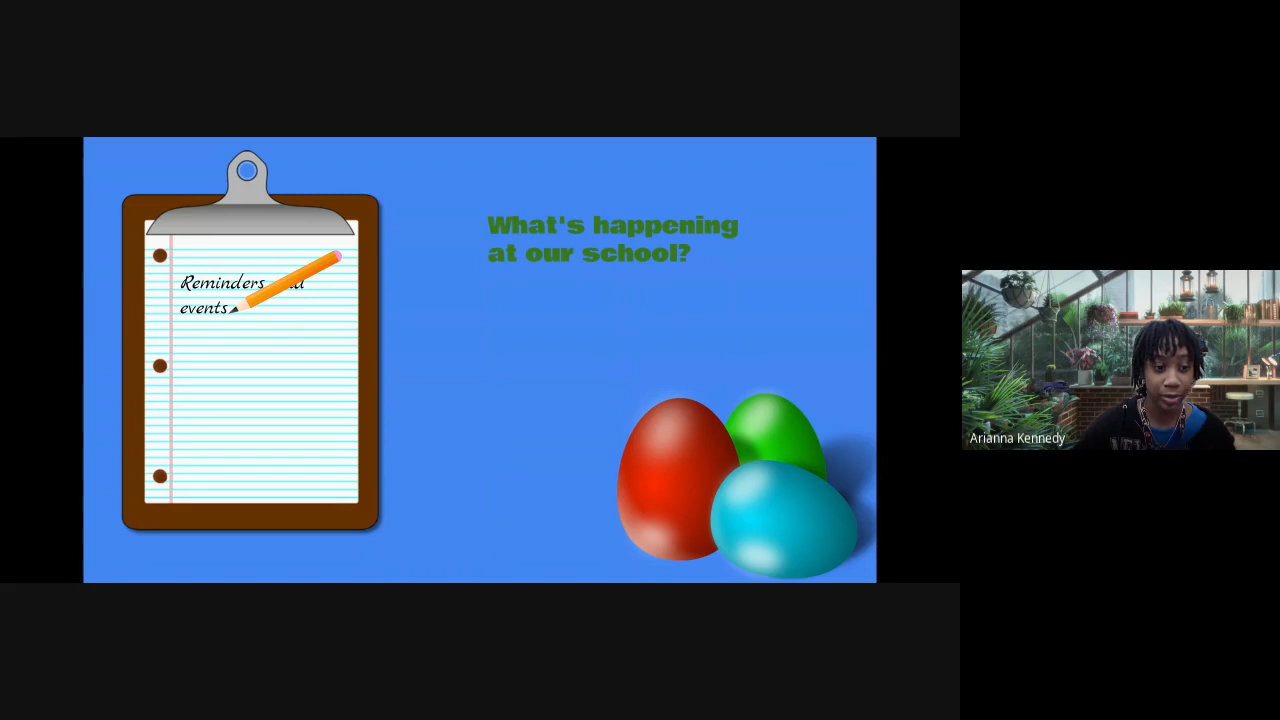 Reminders
events
What's happening
at our school?
Arianna Kennedy